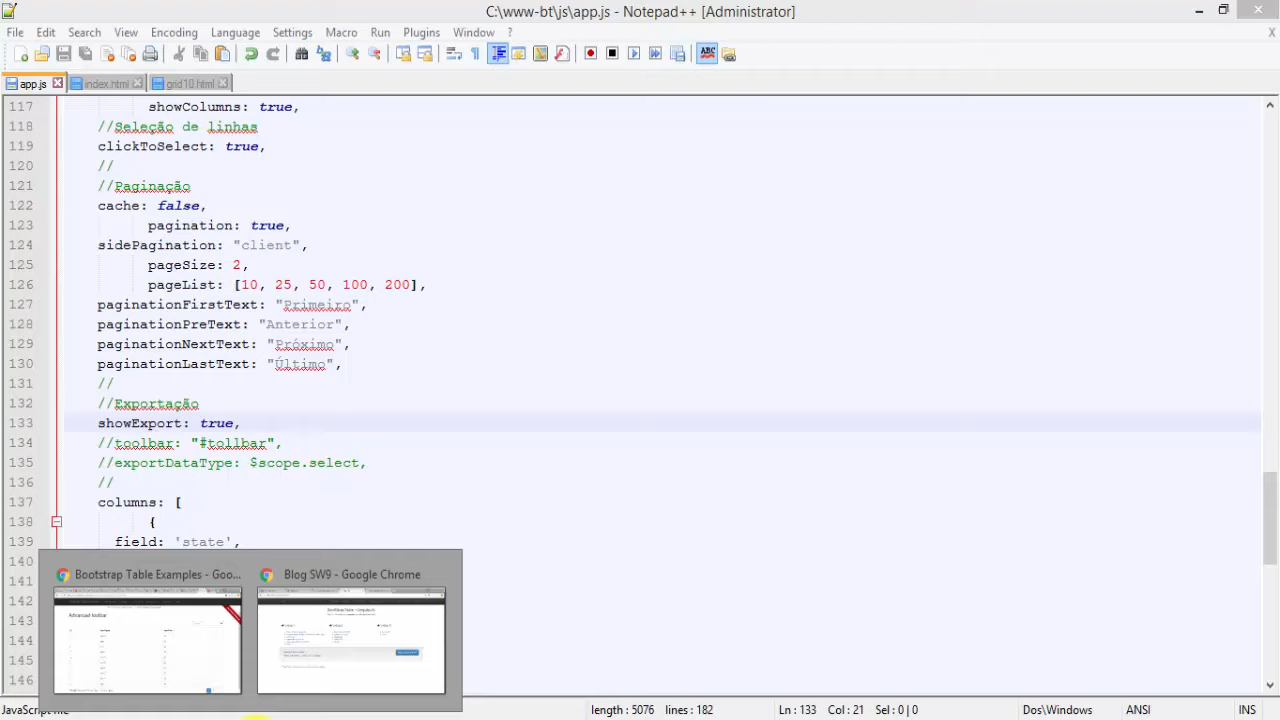 C:\www-bt\js\app.js - Notepad++ [Administrator]
File Edit Search View Encoding Language Settings Macro Run Plugins Window ? X
app.js index.html grid10.html
117 showColumns: true,
118 //Seleção de linhas
119 clickToSelect: true,
120 //
121 //Paginação
122 cache: false,
123 pagination: true,
124 sidePagination: "client",
125 pageSize: 2,
126 pageList: [10, 25, 50, 100, 200],
127 paginationFirstText: "Primeiro",
128 paginationPreText: "Anterior",
129 paginationNextText: "Próximo",
130 paginationLastText: "Último",
131 //
132 //Exportação
133 showExport: true,
134 //toolbar: "#tollbar",
135 //exportDataType: $scope.select,
136 //
137 columns: [
138 {
139 field: 'state',
140
141
142
143
144
145
146
Bootstrap Table Examples - Goo... Blog SW9 - Google Chrome
Advanced toolbar
JavaScript file length : 5076 lines : 182 Ln : 133 Col : 21 Sel : 0 | 0 Dos\Windows ANSI INS